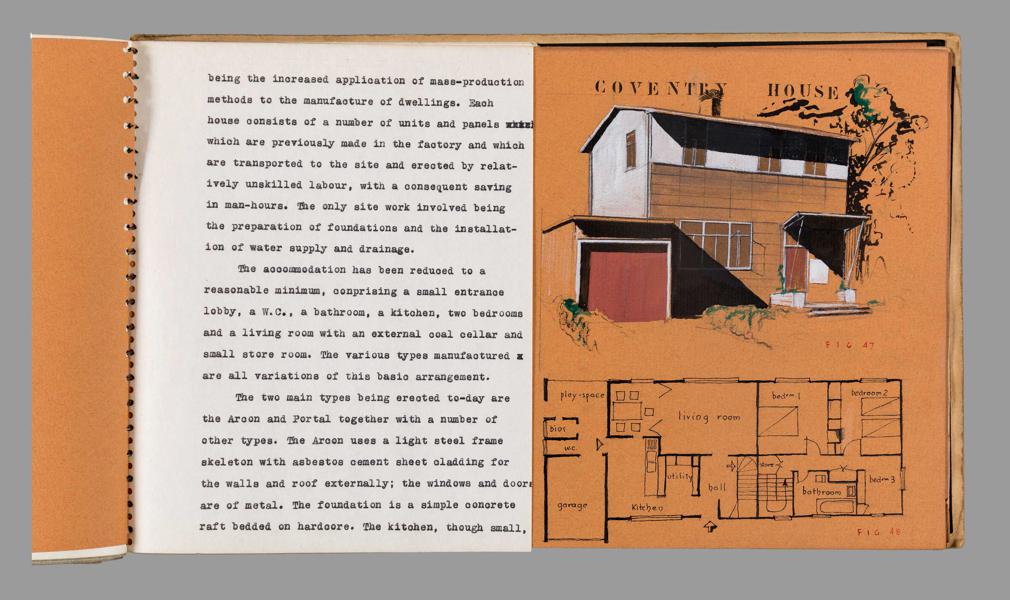 being the increased application of mass-production
methods to the manufacture of dwellings. Each
house consists of a number of units and panels
which are previously made in the factory and which
are transported to the site and erected by relat-
ively unskilled labour, with a consequent saving
in man-hours. The only site work involved being
the preparation of foundations and the installat-
ion of water supply and drainage.
The accommodation has been reduced to a
reasonable minimum, comprising a small entrance
lobby, a W.C., a bathroom, a kitchen, two bedrooms
and a living room with an external coal cellar and
small store room. The various types manufactured x
are all variations of this basic arrangement.
The two main types being erected to-day are
the Arcon and Portal together with a number of
other types. The Arcon uses a light steel frame
skeleton with asbestos cement sheet cladding for
the walls and roof externally; the windows and doors
are of metal. The foundation is a simple concrete
raft bedded on hardcore. The kitchen, though small,
COVENTRY HOUSE
FIG 47
play-space
living room
bedrm 1
bedroom 2
wc.
utility
store
hall
bathroom
bedrm 3
garage
Kitchen
FIG 48